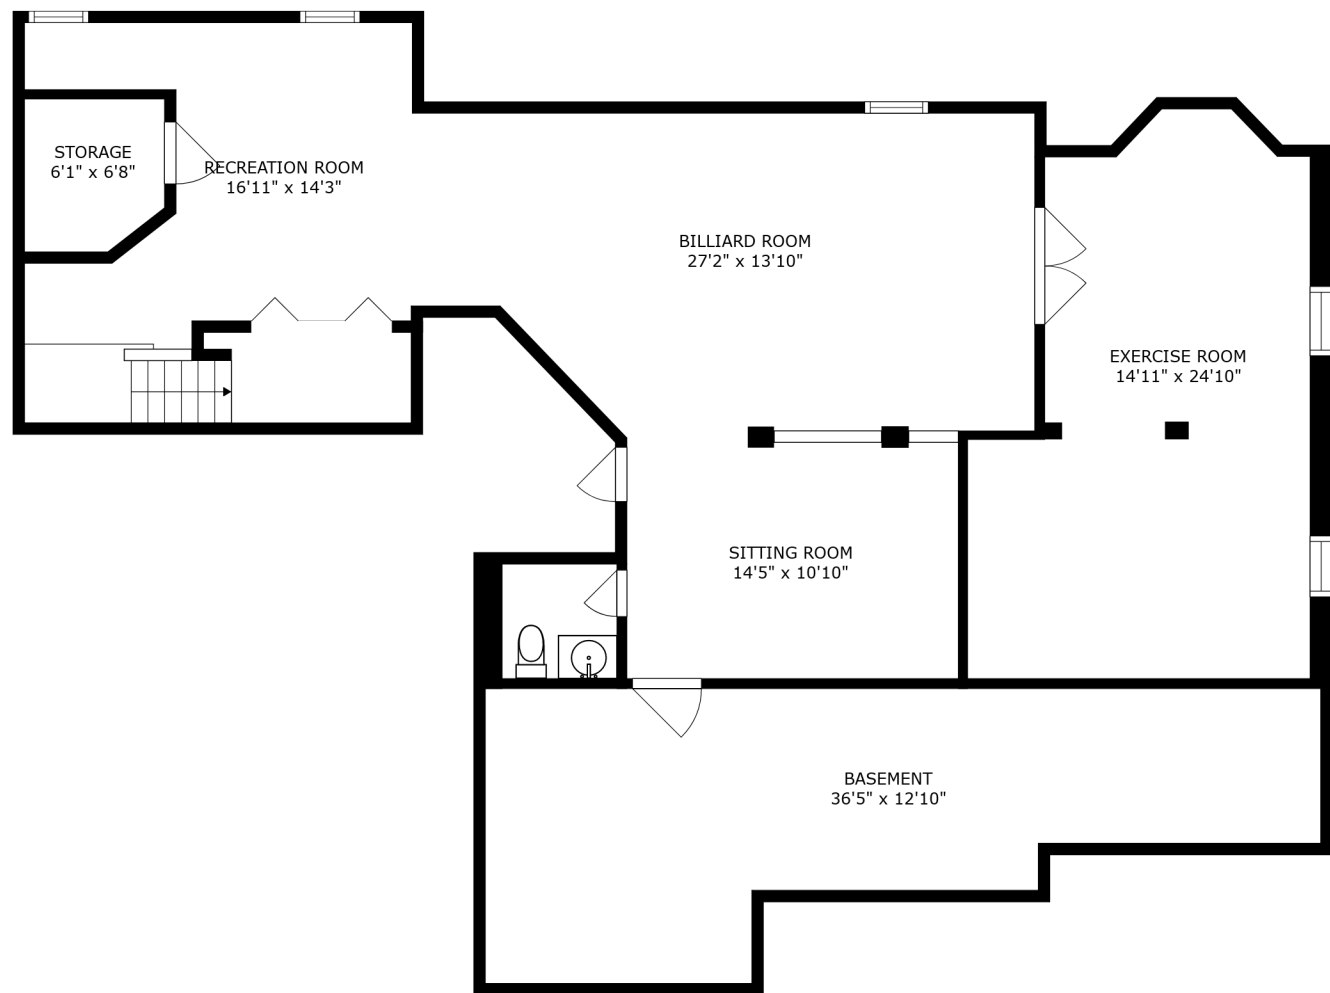 STORAGE
6'1" x 6'8"
RECREATION ROOM
16'11" x 14'3"
BILLIARD ROOM
27'2" x 13'10"
EXERCISE ROOM
14'11" x 24'10"
SITTING ROOM
14'5" x 10'10"
BASEMENT
36'5" x 12'10"